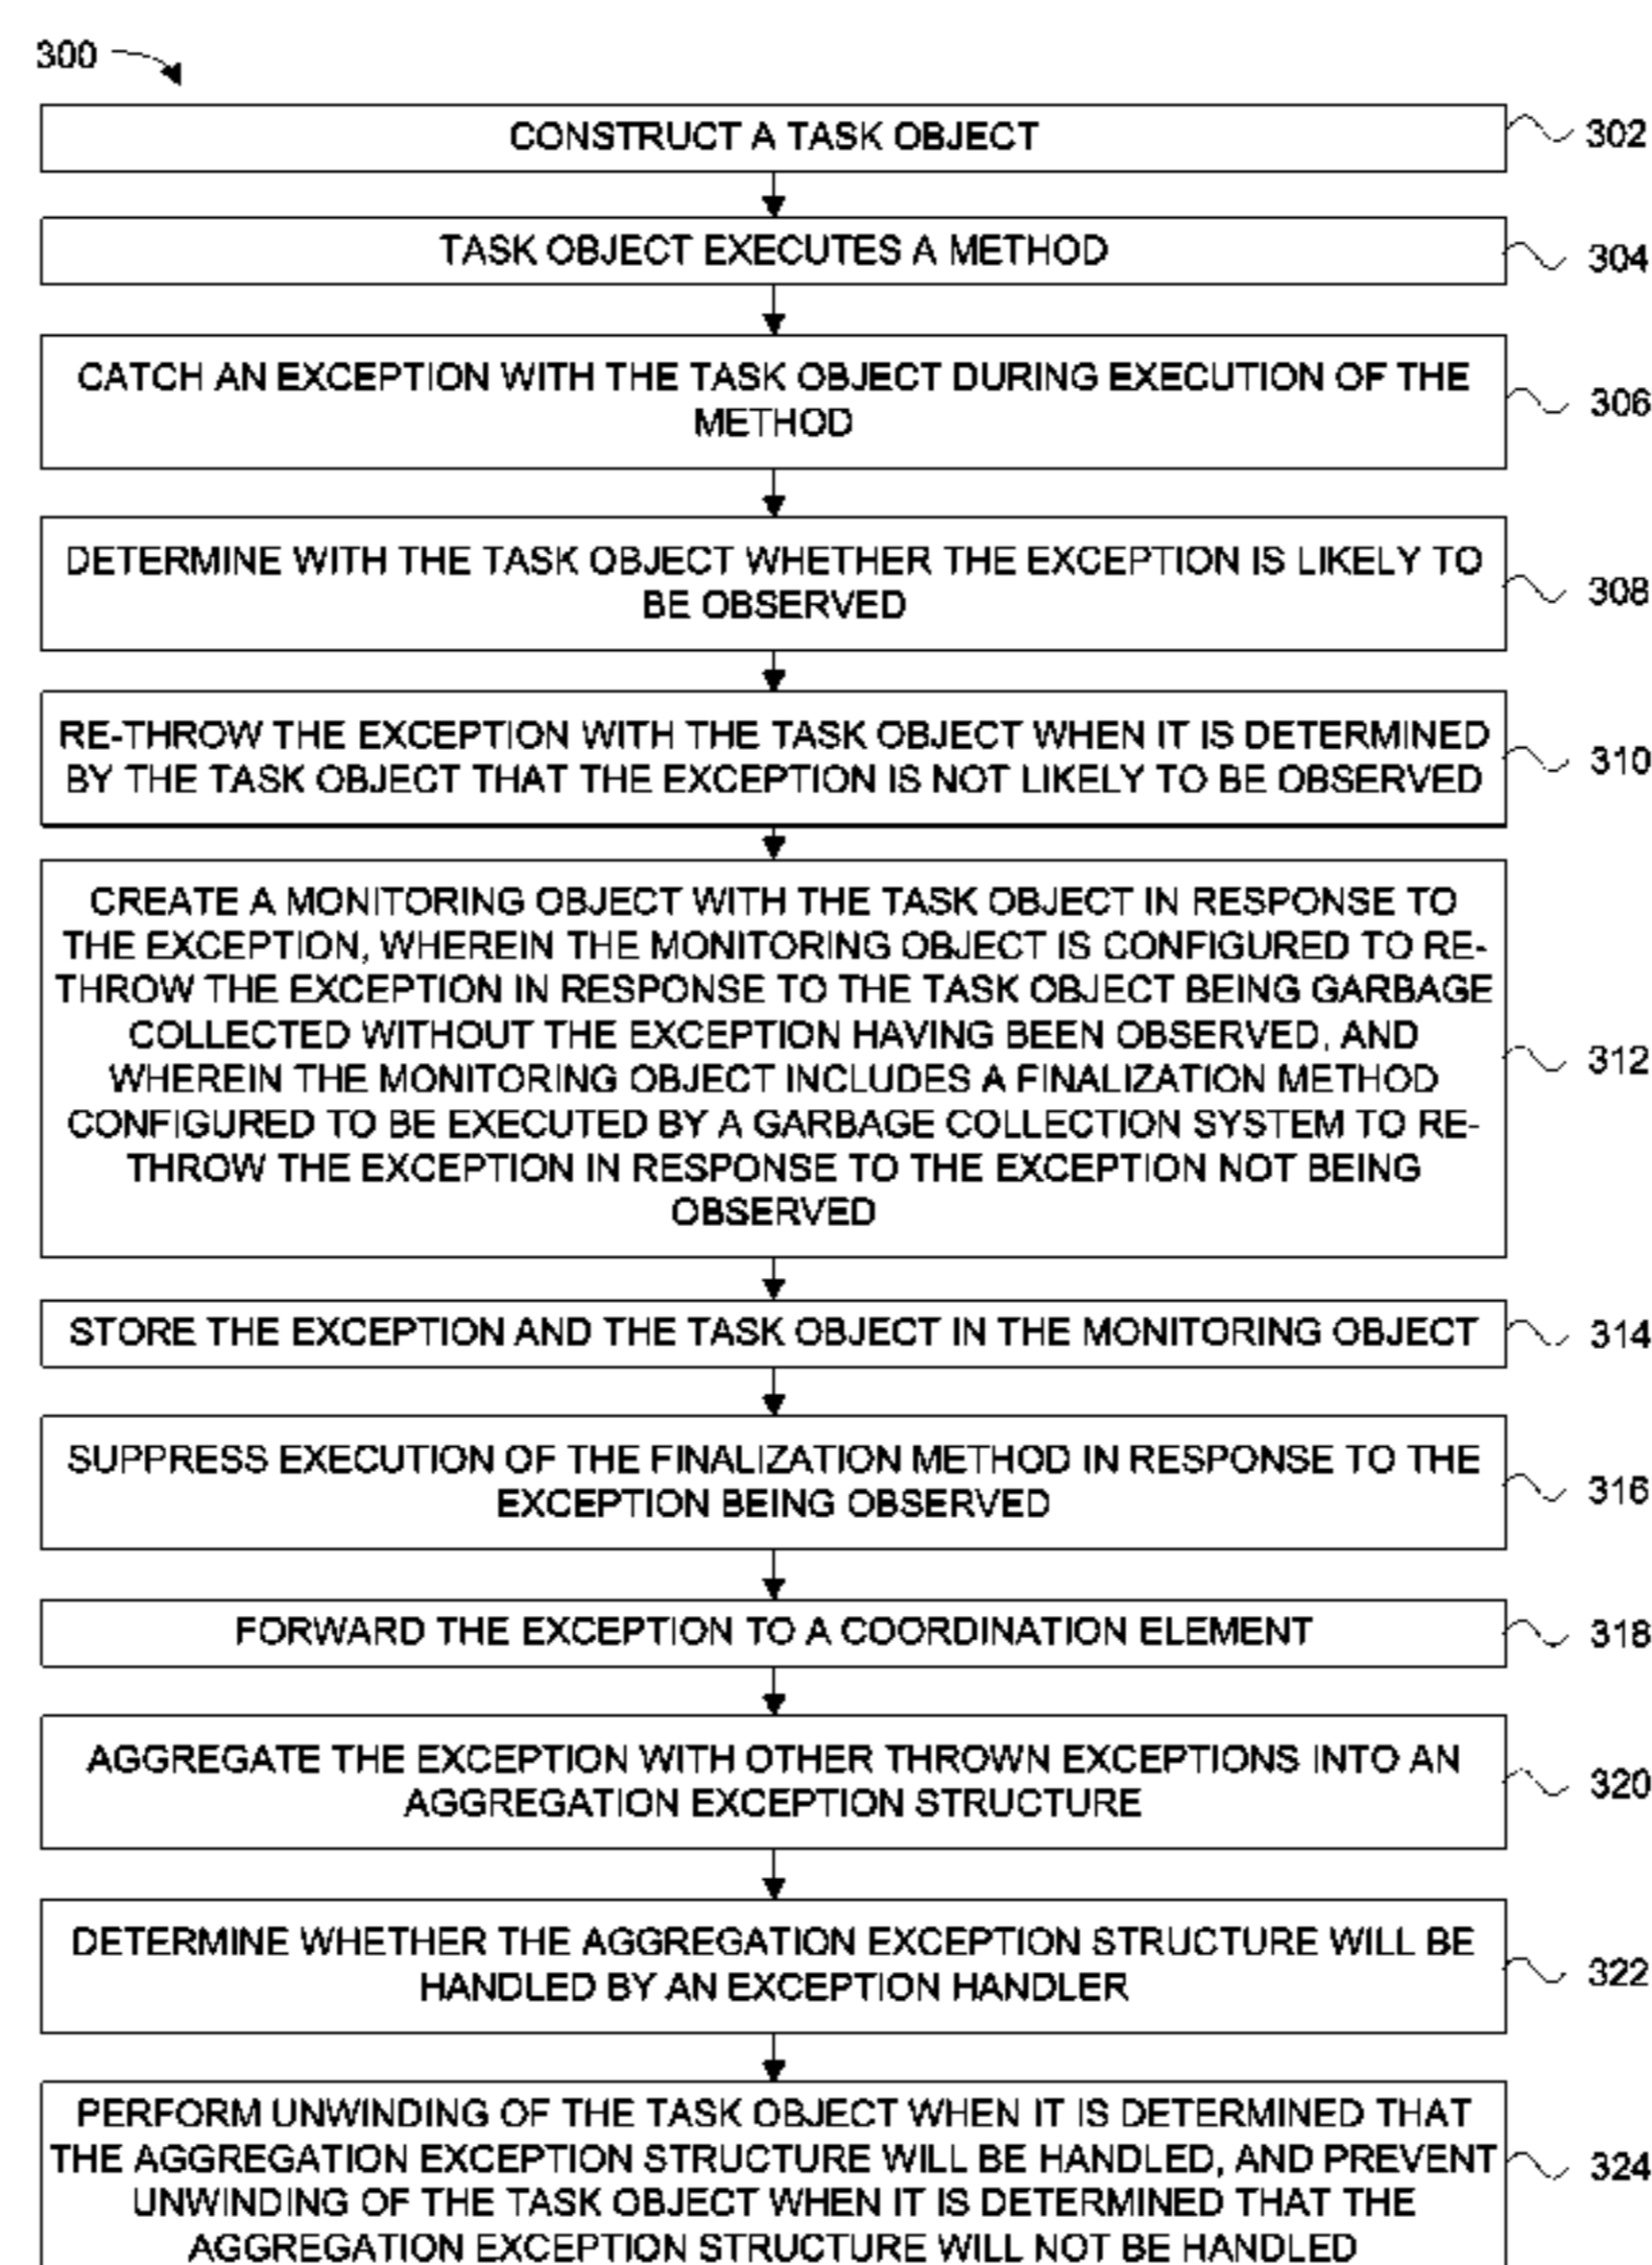 300
CONSTRUCT A TASK OBJECT
302
TASK OBJECT EXECUTES A METHOD
304
CATCH AN EXCEPTION WITH THE TASK OBJECT DURING EXECUTION OF THE
METHOD
306
DETERMINE WITH THE TASK OBJECT WHETHER THE EXCEPTION IS LIKELY TO
BE OBSERVED
308
RE-THROW THE EXCEPTION WITH THE TASK OBJECT WHEN IT IS DETERMINED
BY THE TASK OBJECT THAT THE EXCEPTION IS NOT LIKELY TO BE OBSERVED
310
CREATE A MONITORING OBJECT WITH THE TASK OBJECT IN RESPONSE TO
THE EXCEPTION, WHEREIN THE MONITORING OBJECT IS CONFIGURED TO RE-
THROW THE EXCEPTION IN RESPONSE TO THE TASK OBJECT BEING GARBAGE
COLLECTED WITHOUT THE EXCEPTION HAVING BEEN OBSERVED, AND
WHEREIN THE MONITORING OBJECT INCLUDES A FINALIZATION METHOD
CONFIGURED TO BE EXECUTED BY A GARBAGE COLLECTION SYSTEM TO RE-
THROW THE EXCEPTION IN RESPONSE TO THE EXCEPTION NOT BEING
OBSERVED
312
STORE THE EXCEPTION AND THE TASK OBJECT IN THE MONITORING OBJECT
314
SUPPRESS EXECUTION OF THE FINALIZATION METHOD IN RESPONSE TO THE
EXCEPTION BEING OBSERVED
316
FORWARD THE EXCEPTION TO A COORDINATION ELEMENT
318
AGGREGATE THE EXCEPTION WITH OTHER THROWN EXCEPTIONS INTO AN
AGGREGATION EXCEPTION STRUCTURE
320
DETERMINE WHETHER THE AGGREGATION EXCEPTION STRUCTURE WILL BE
HANDLED BY AN EXCEPTION HANDLER
322
PERFORM UNWINDING OF THE TASK OBJECT WHEN IT IS DETERMINED THAT
THE AGGREGATION EXCEPTION STRUCTURE WILL BE HANDLED, AND PREVENT
UNWINDING OF THE TASK OBJECT WHEN IT IS DETERMINED THAT THE
AGGREGATION EXCEPTION STRUCTURE WILL NOT BE HANDLED
324